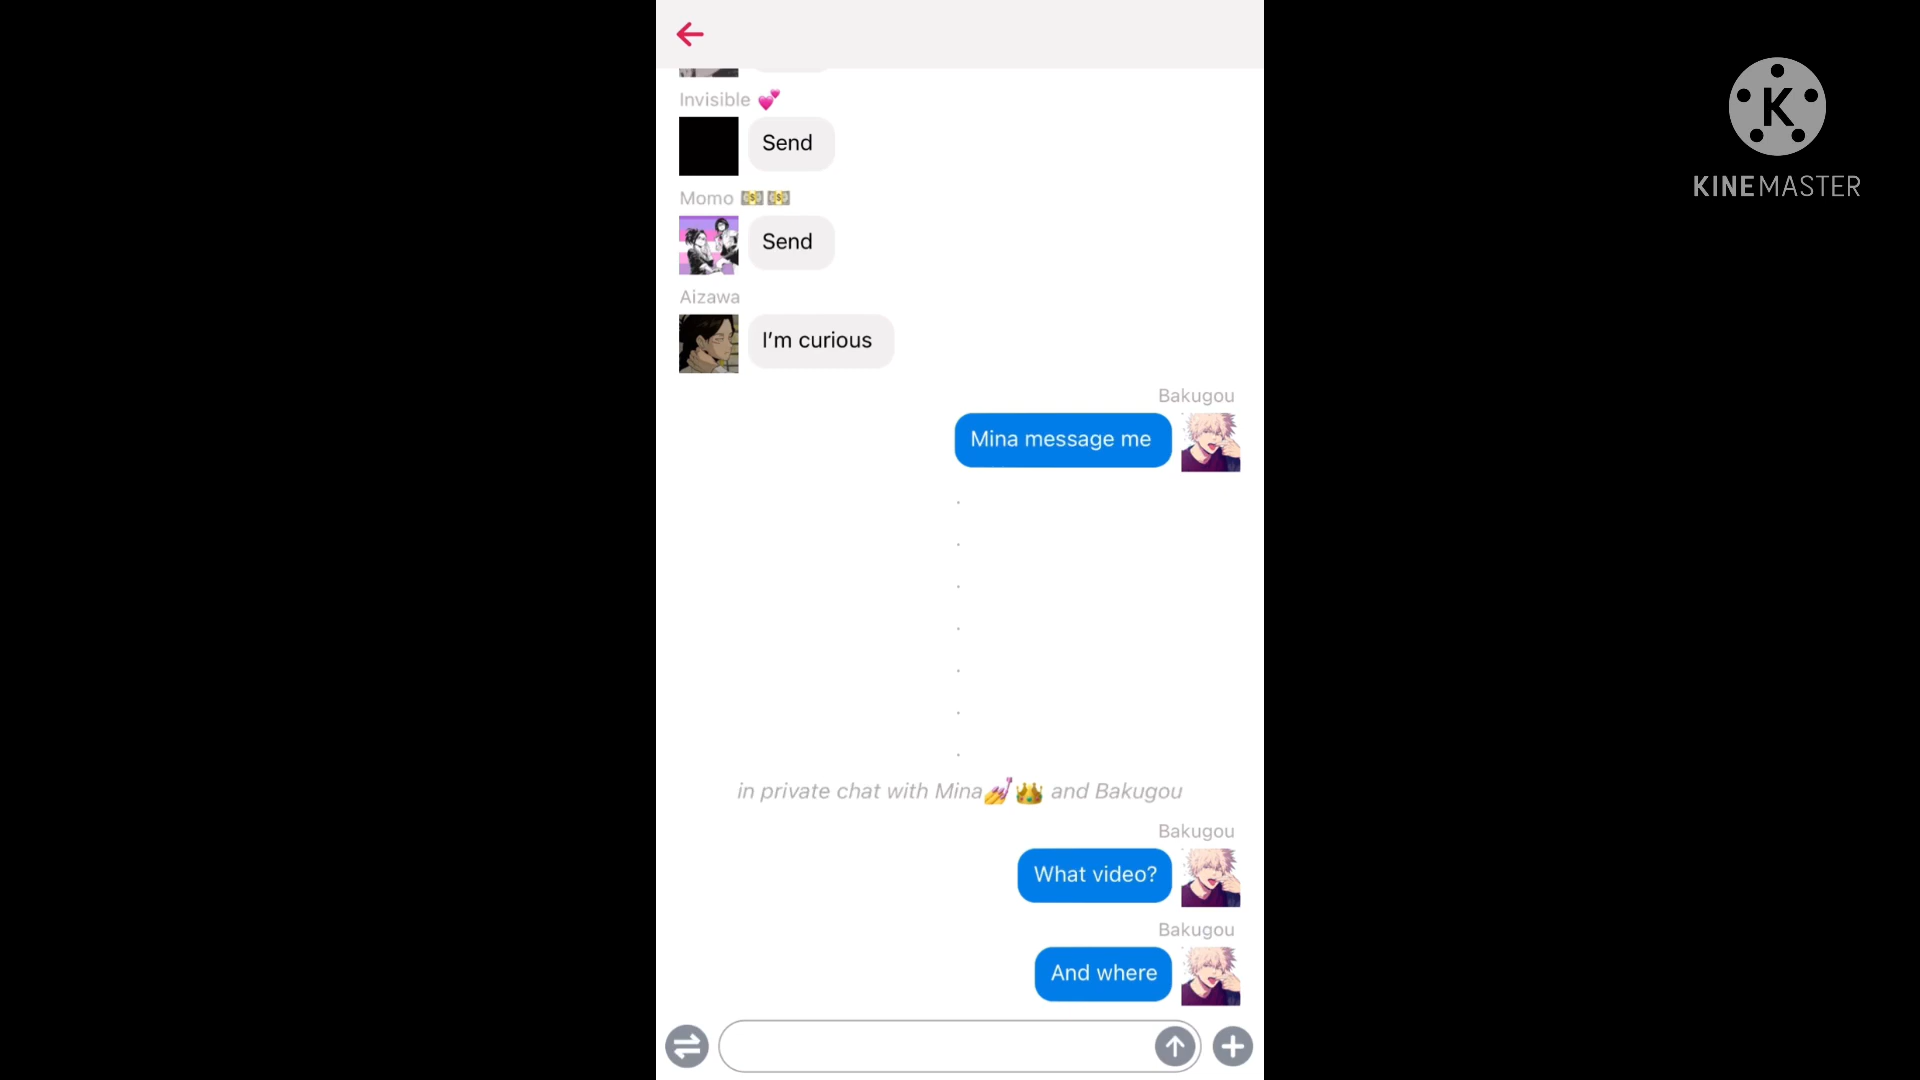 Invisible 💕
Send
Momo 💵💵
Send
Aizawa
I’m curious
Bakugou
Mina message me
.
.
.
.
.
.
.
in private chat with Mina💅👑 and Bakugou
Bakugou
What video?
Bakugou
And where
K
KINEMASTER